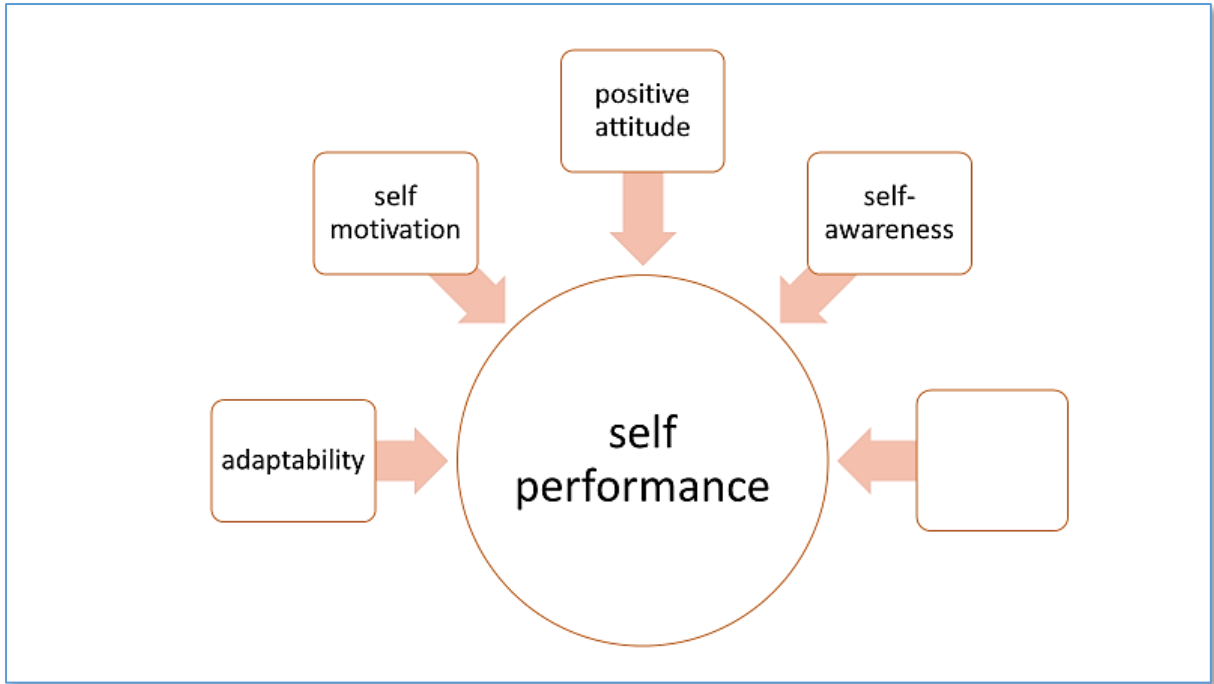 positive
attitude
self
motivation
self-
awareness
adaptability
self
performance